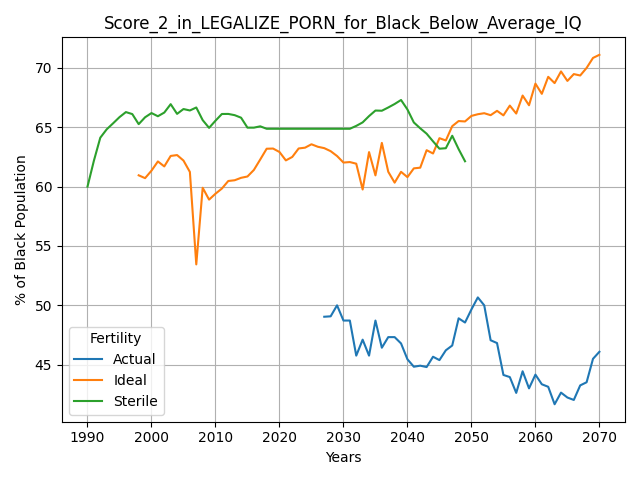 Score_2_in_LEGALIZE_PORN_for_Black_Below_Average_IQ
% of Black Population
70
65
60
55
50
45
Fertility
Actual
Ideal
Sterile
1990 2000 2010 2020 2030 2040 2050 2060 2070
Years